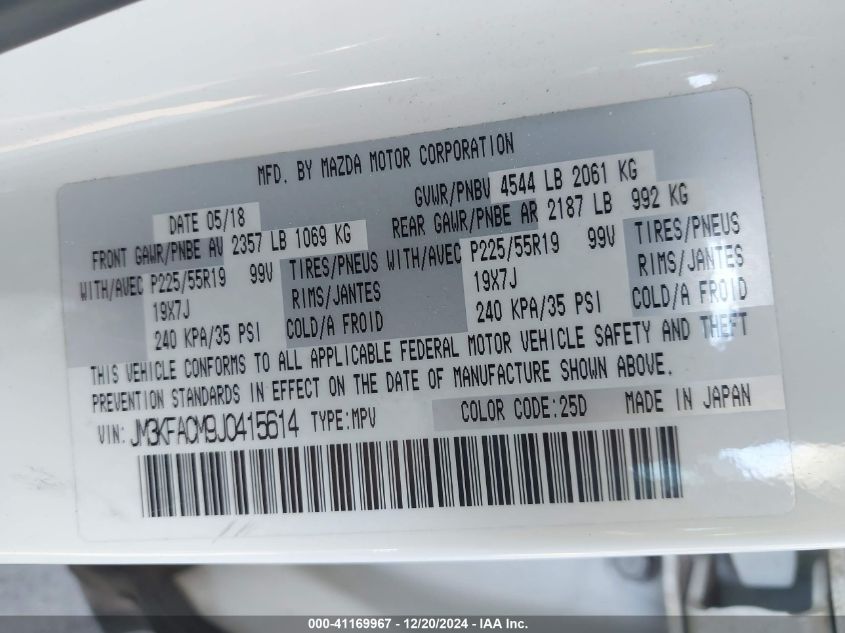 MFD. BY MAZDA MOTOR CORPORATION
DATE 05/18 GVWR/PNBV 4544 LB 2061 KG
FRONT GAWR/PNBE AV 2357 LB 1069 KG REAR GAWR/PNBE AR 2187 LB 992 KG
WITH/AVEC P225/55R19 99V TIRES/PNEUS WITH/AVEC P225/55R19 99V TIRES/PNEUS
19X7J RIMS/JANTES 19X7J RIMS/JANTES
240 KPA/35 PSI COLD/A FROID 240 KPA/35 PSI COLD/A FROID
THIS VEHICLE CONFORMS TO ALL APPLICABLE FEDERAL MOTOR VEHICLE SAFETY AND THEFT
PREVENTION STANDARDS IN EFFECT ON THE DATE OF MANUFACTURE SHOWN ABOVE.
VIN: JM3KFACM9J0415614 TYPE:MPV COLOR CODE:25D MADE IN JAPAN
000-41169967 - 12/20/2024 - IAA Inc.